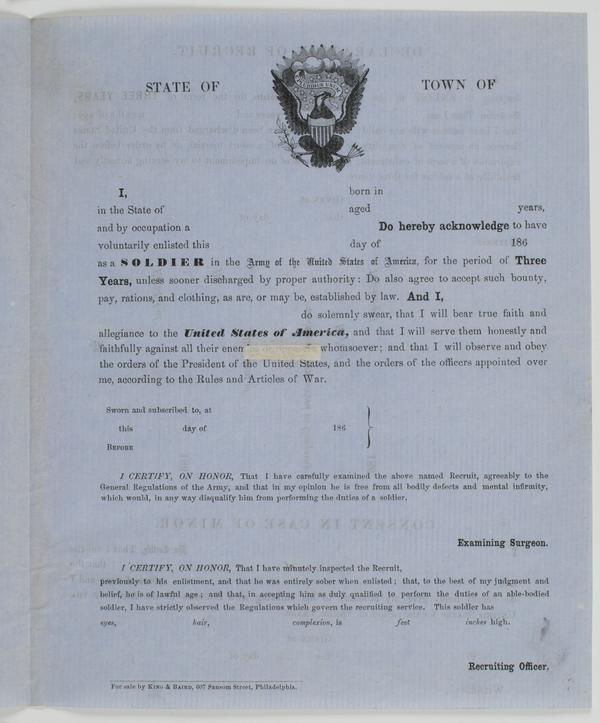 STATE OF
TOWN OF
E PLURIBUS UNUM
I, born in
in the State of aged years,
and by occupation a Do hereby acknowledge to have
voluntarily enlisted this day of 186
as a SOLDIER in the Army of the United States of America, for the period of Three
Years, unless sooner discharged by proper authority: Do also agree to accept such bounty,
pay, rations, and clothing, as are, or may be, established by law. And I,
do solemnly swear, that I will bear true faith and
allegiance to the United States of America, and that I will serve them honestly and
faithfully against all their whomsoever; and that I will observe and obey
the orders of the President of the United States, and the orders of the officers appointed over
me, according to the Rules and Articles of War.
Sworn and subscribed to, at
this day of 186
BEFORE
I CERTIFY, ON HONOR, That I have carefully examined the above named Recruit, agreeably to the
General Regulations of the Army, and that in my opinion he is free from all bodily defects and mental infirmity,
which would, in any way disqualify him from performing the duties of a soldier.
Examining Surgeon.
I CERTIFY, ON HONOR, That I have minutely inspected the Recruit,
previously to his enlistment, and that he was entirely sober when enlisted; that, to the best of my judgment and
belief, he is of lawful age; and that, in accepting him as duly qualified to perform the duties of an able-bodied
soldier, I have strictly observed the Regulations which govern the recruiting service. This soldier has
eyes, hair, complexion, is feet inches high.
Recruiting Officer.
For sale by KING & BAIRD, 607 Sansom Street, Philadelphia.